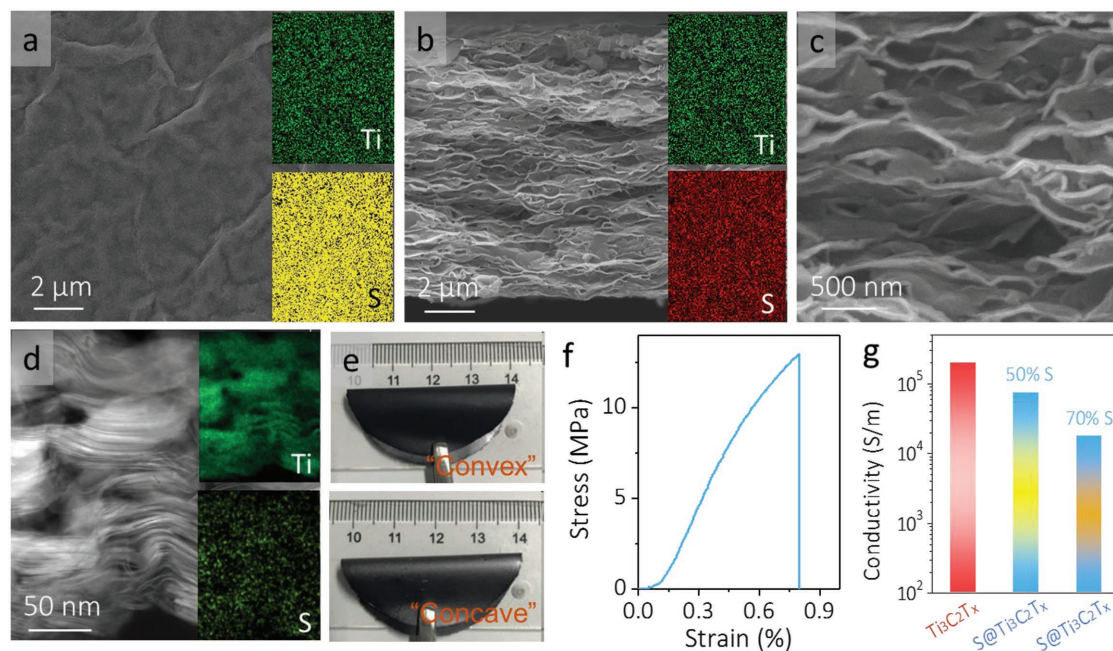 a
Ti
S
2 μm
b
Ti
S
2 μm
c
500 nm
d
Ti
S
50 nm
e
10 11 12 13 14
"Convex"
10 11 12 13 14
"Concave"
f
Stress (MPa)
10
5
0
0.0 0.3 0.6 0.9
Strain (%)
g
Conductivity (S/m)
10⁵
10⁴
10³
10²
50% S
70% S
Ti₃C₂Tₓ
S@Ti₃C₂Tₓ
S@Ti₃C₂Tₓ